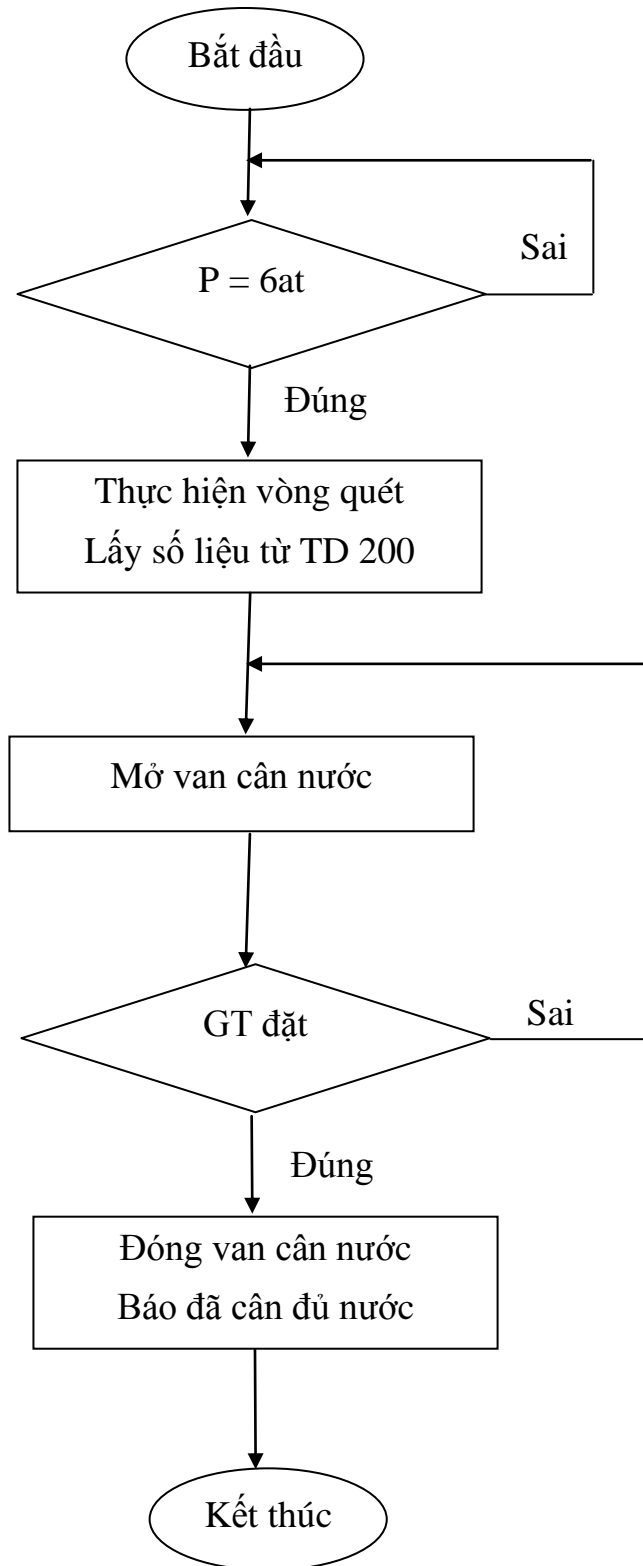 Bắt đầu
Sai
P = 6at
Đúng
Thực hiện vòng quét
Lấy số liệu từ TD 200
Mở van cân nước
GT đặt
Sai
Đúng
Đóng van cân nước
Báo đã cân đủ nước
Kết thúc